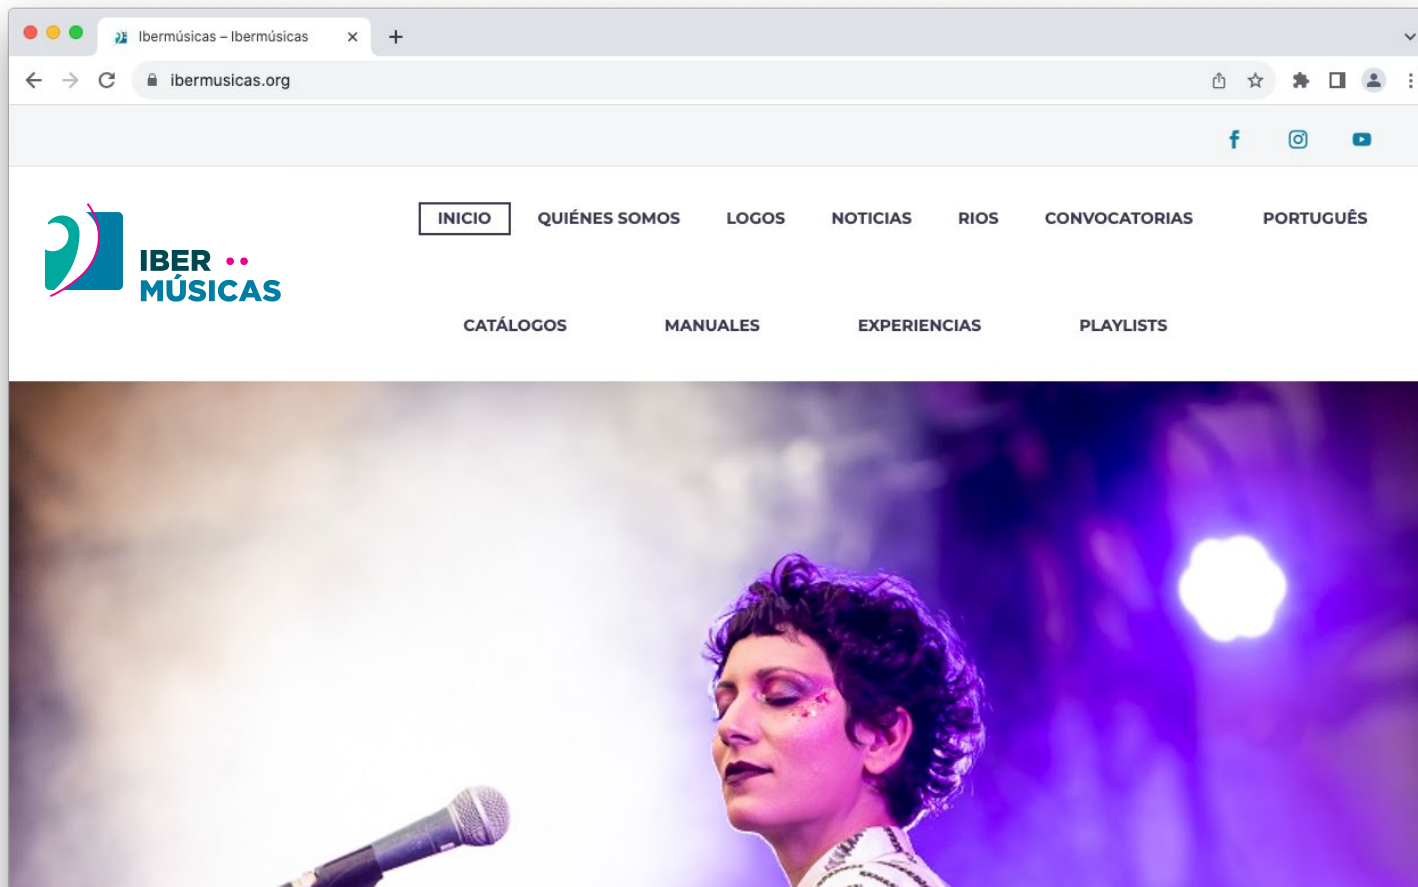 Ibermúsicas – Ibermúsicas
ibermusicas.org
INICIO QUIÉNES SOMOS LOGOS NOTICIAS RIOS CONVOCATORIAS PORTUGUÊS
IBER
MÚSICAS
CATÁLOGOS MANUALES EXPERIENCIAS PLAYLISTS